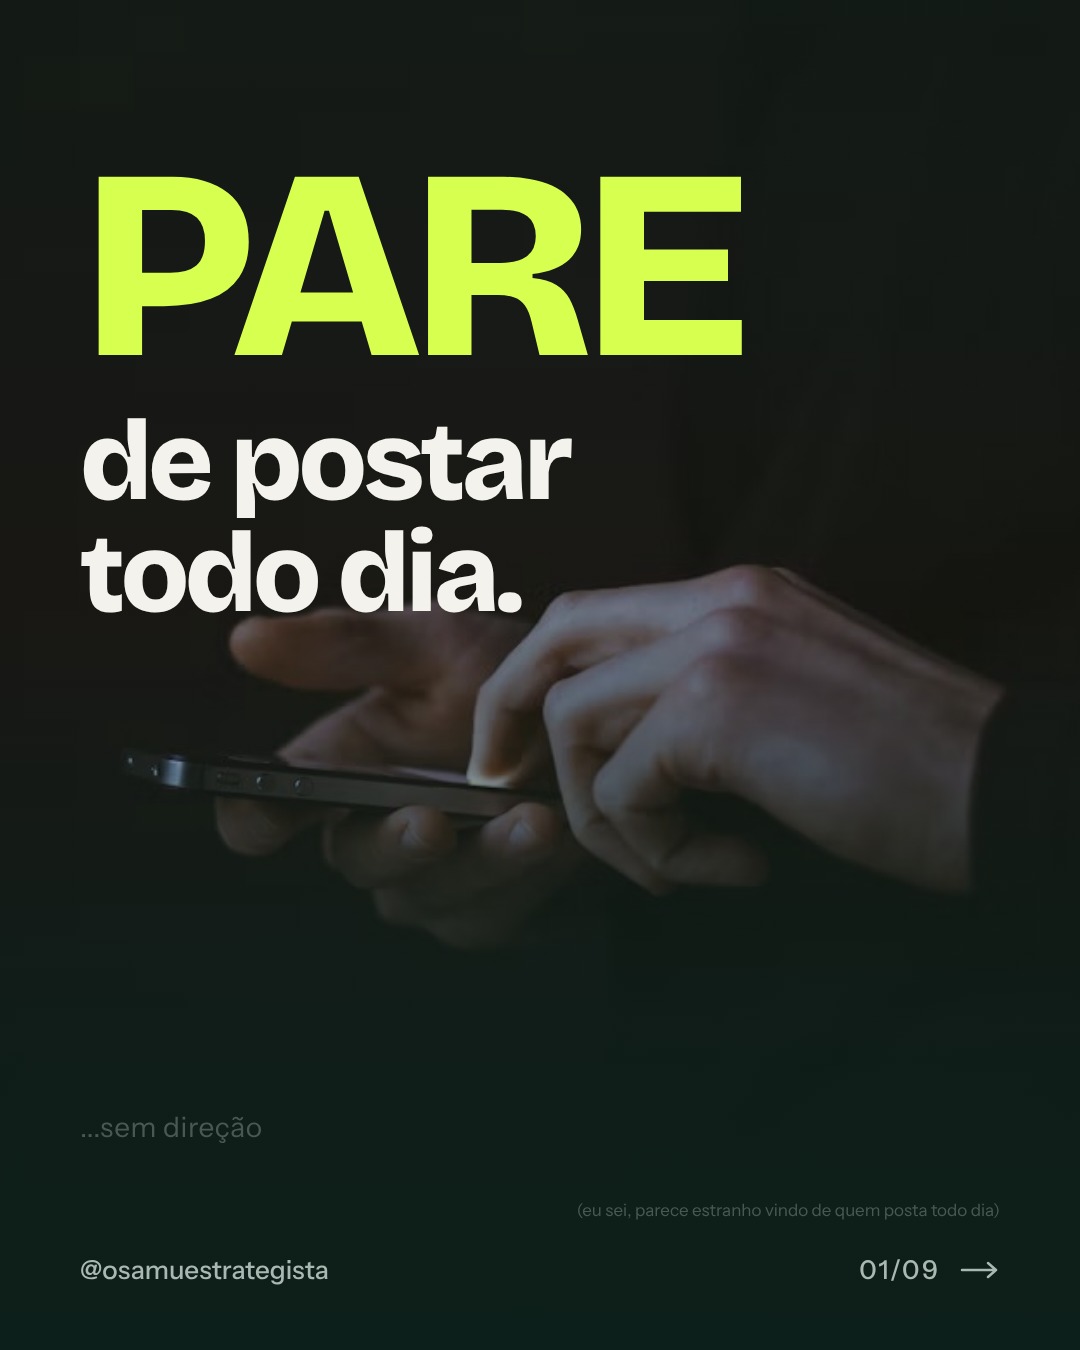 PARE
de postar
todo dia.
...sem direção
(eu sei, parece estranho vindo de quem posta todo dia)
@osamuestrategista
01/09 →